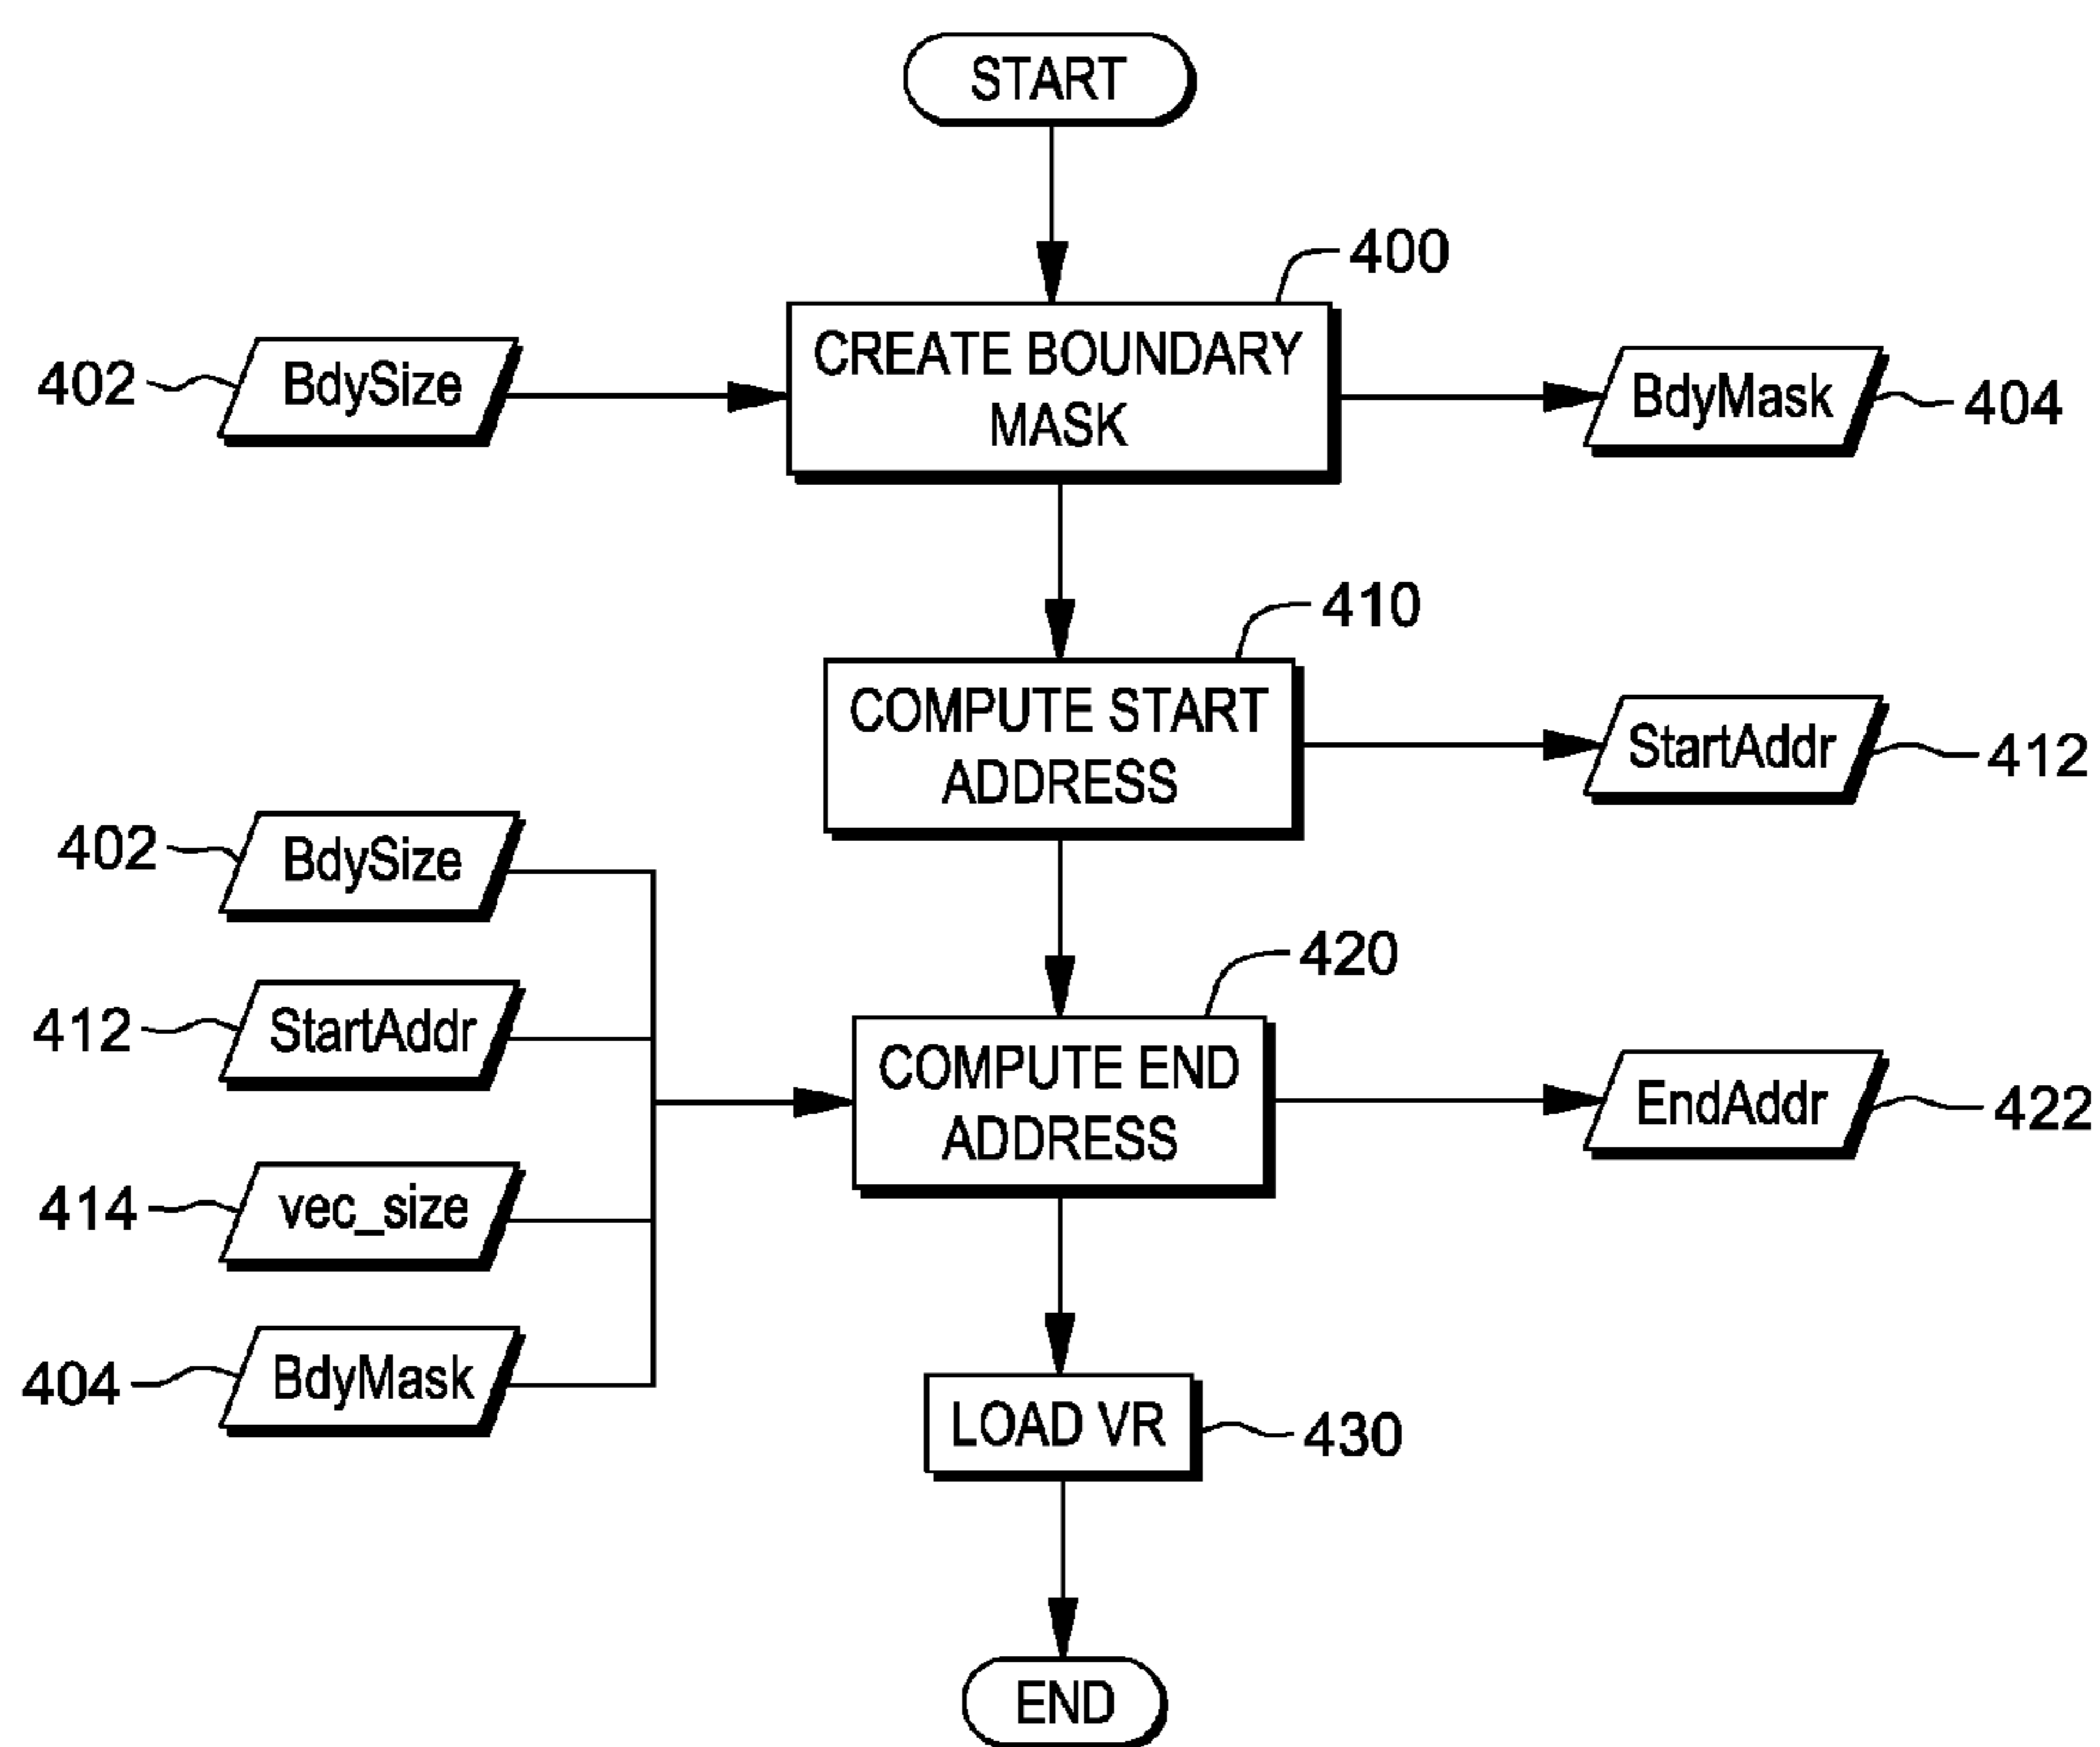 START
400
402
BdySize
CREATE BOUNDARY
MASK
BdyMask
404
410
COMPUTE START
ADDRESS
StartAddr
412
402
BdySize
420
412
StartAddr
COMPUTE END
ADDRESS
EndAddr
422
414
vec_size
404
BdyMask
LOAD VR
430
END